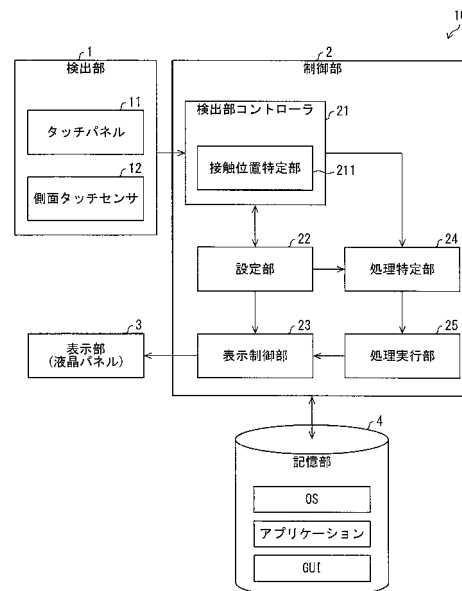 10
1
検出部
11
タッチパネル
12
側面タッチセンサ
2
制御部
検出部コントローラ
21
接触位置特定部
211
22
設定部
24
処理特定部
3
表示部
(液晶パネル)
23
表示制御部
25
処理実行部
4
記憶部
OS
アプリケーション
GUI